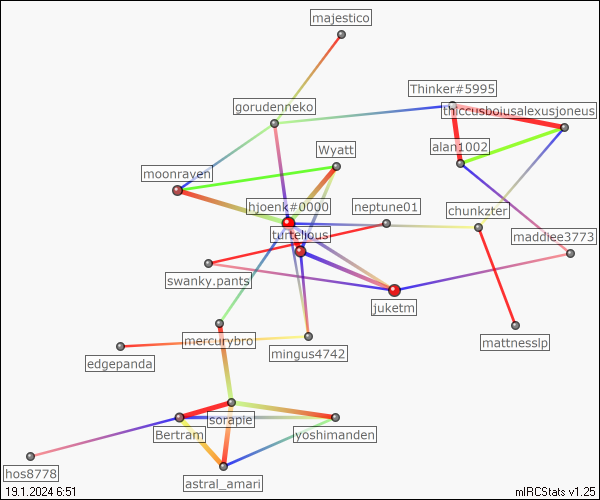 majestico
Thinker#5995
gorudenneko
thiccusboiusalexusjoneus
Wyatt
alan1002
moonraven
hjoenk#0000
neptune01
chunkzter
turtelious
maddiee3773
swanky.pants
juketm
mercurybro
mattnesslp
mingus4742
edgepanda
sorapie
Bertram
yoshimanden
hos8778
astral_amari
19.1.2024 6:51
mIRCStats v1.25